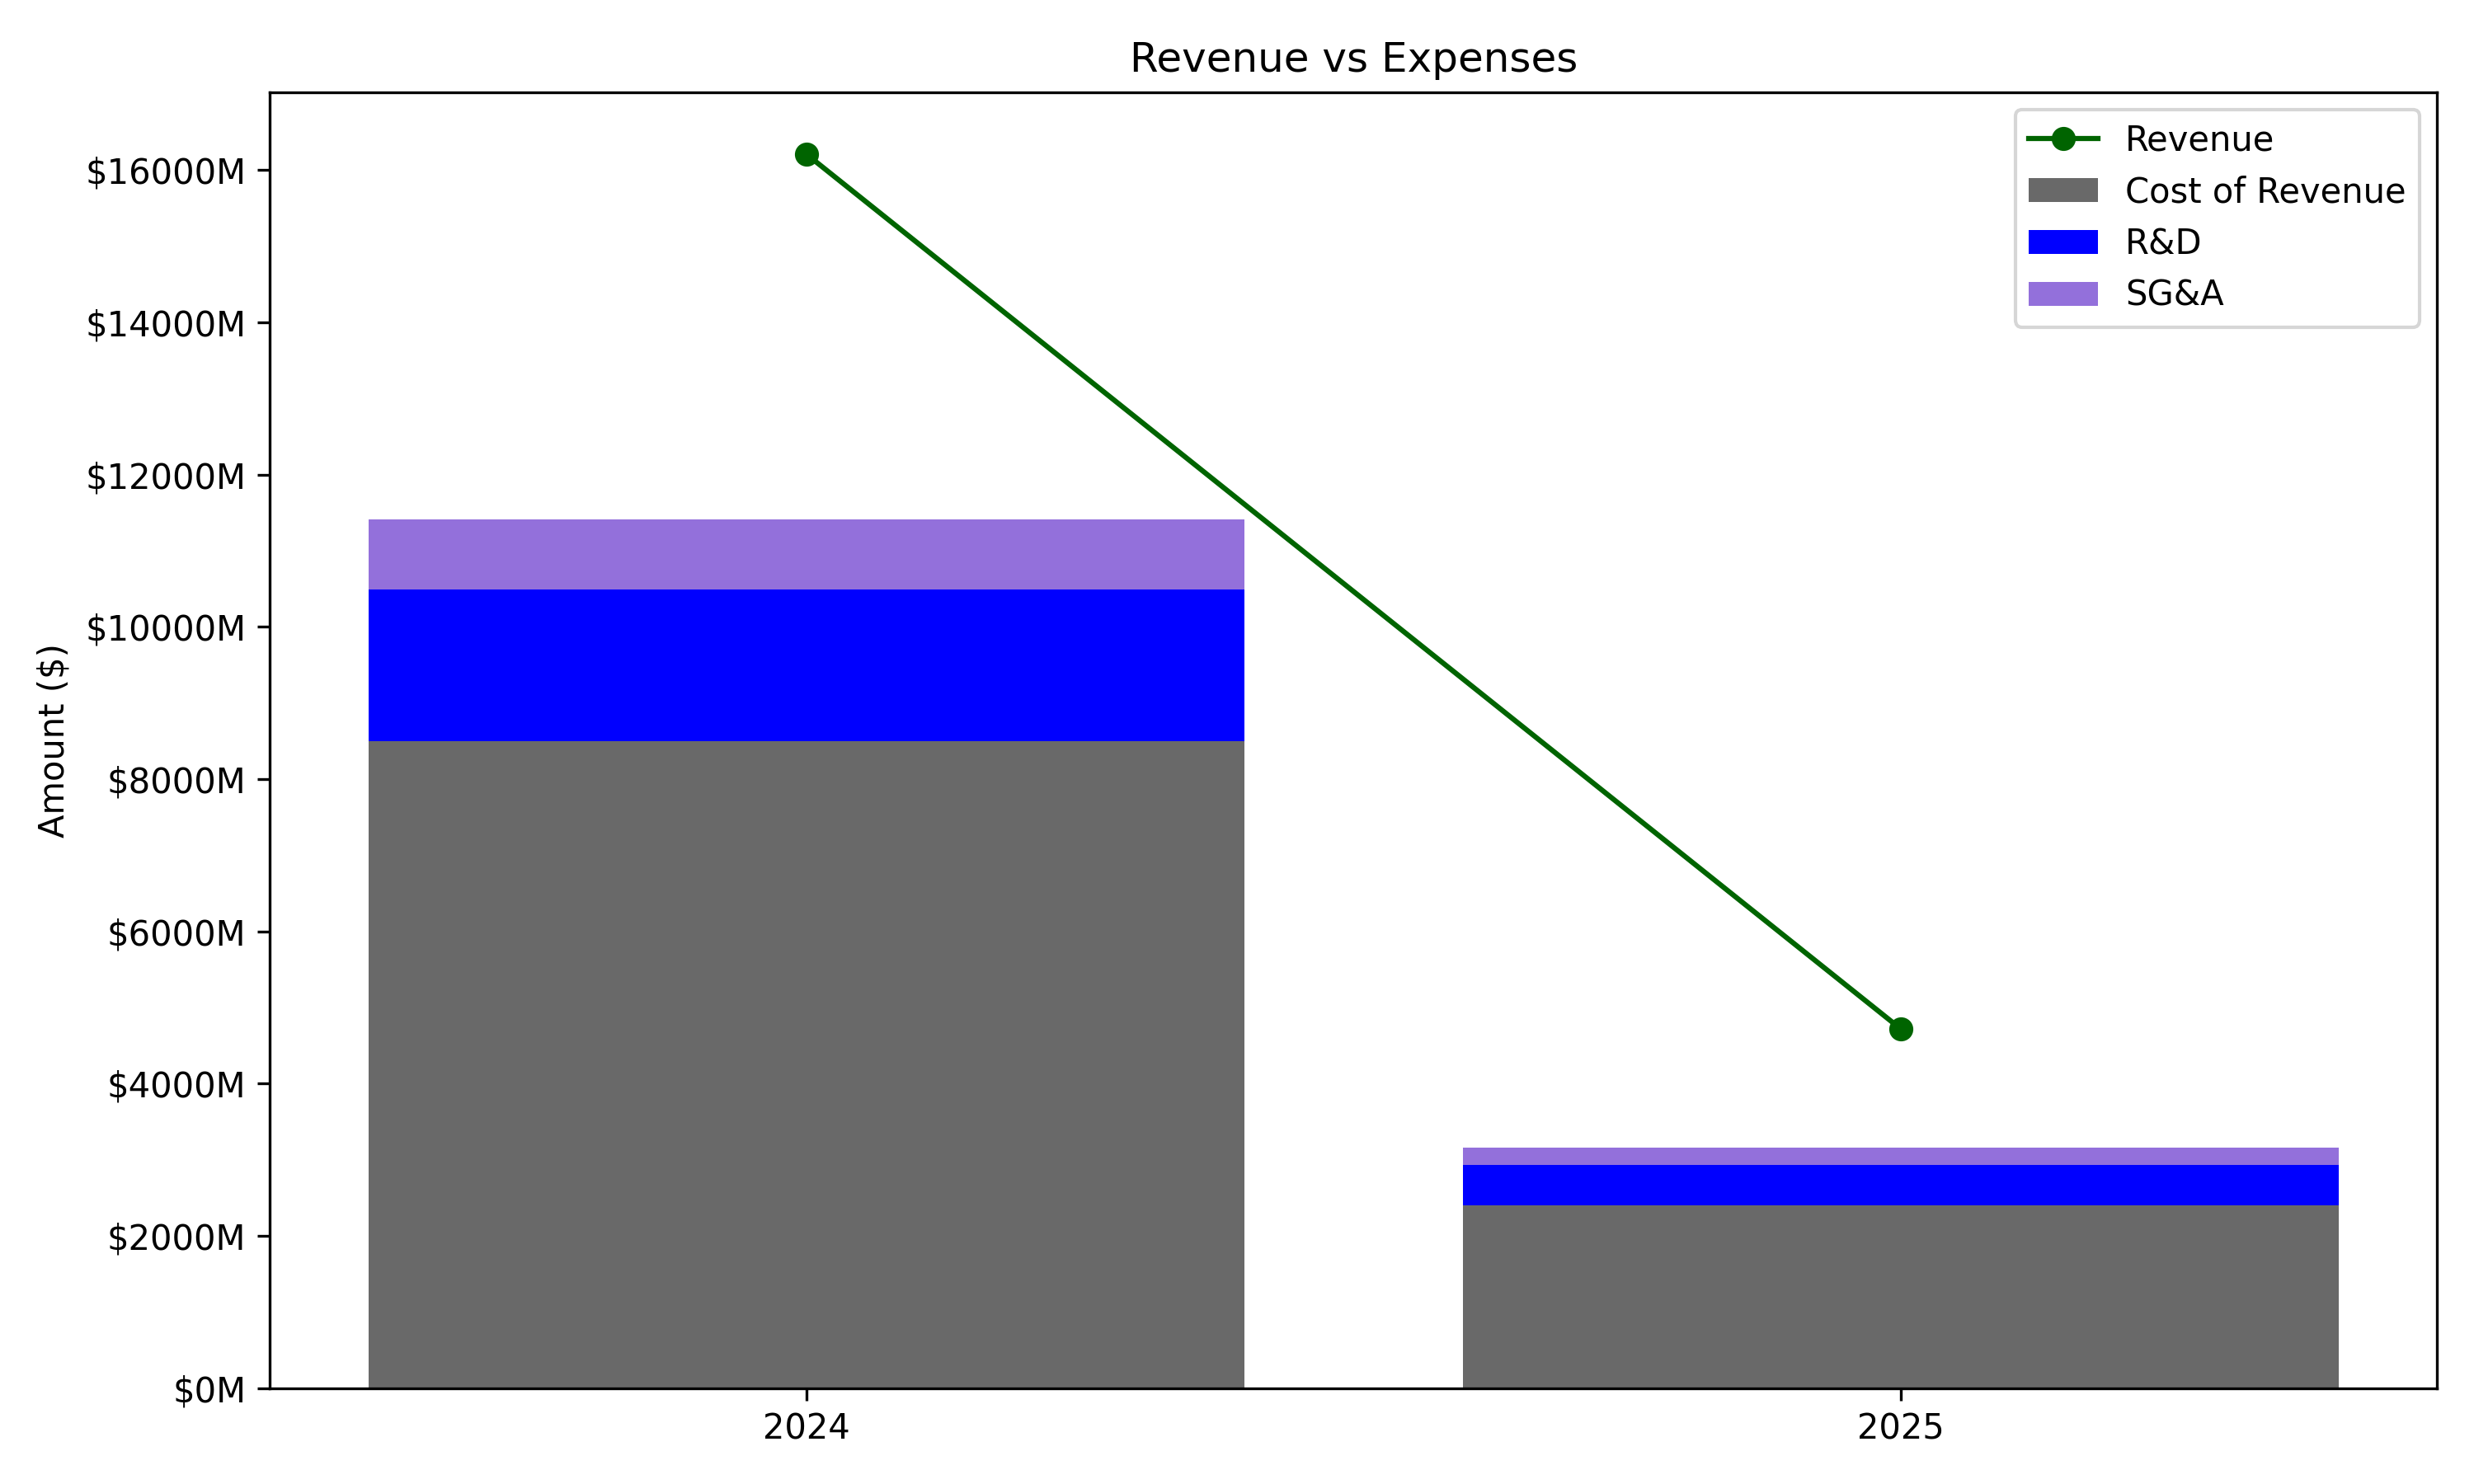 Revenue vs Expenses
Revenue
Cost of Revenue
R&D
SG&A
Amount ($)
$16000M
$14000M
$12000M
$10000M
$8000M
$6000M
$4000M
$2000M
$0M
2024
2025